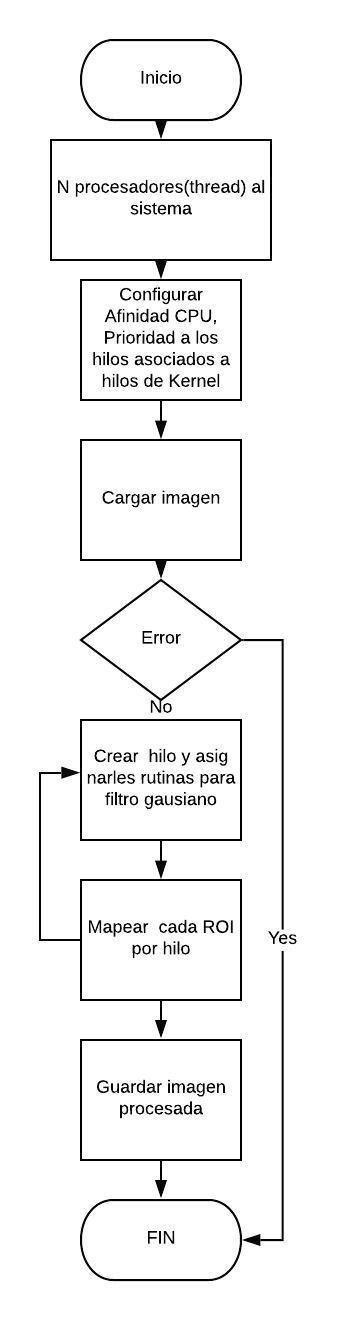 Inicio
N procesadores(thread) al
sistema
Configurar
Afinidad CPU,
Prioridad a los
hilos asociados a
hilos de Kernel
Cargar imagen
Error
No
Crear hilo y asig
narles rutinas para
filtro gausiano
Mapear cada ROI
por hilo
Yes
Guardar imagen
procesada
FIN